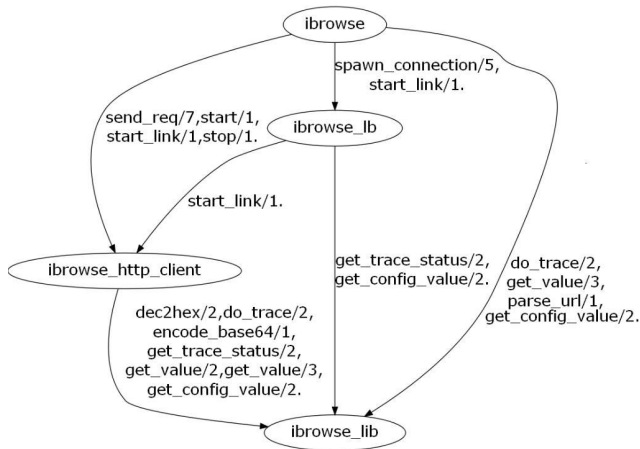 ibrowse
spawn_connection/5,
start_link/1.
send_req/7,start/1,
start_link/1,stop/1.
ibrowse_lb
start_link/1.
ibrowse_http_client
get_trace_status/2,
get_config_value/2.
do_trace/2,
get_value/3,
parse_url/1,
get_config_value/2.
dec2hex/2,do_trace/2,
encode_base64/1,
get_trace_status/2,
get_value/2,get_value/3,
get_config_value/2.
ibrowse_lib